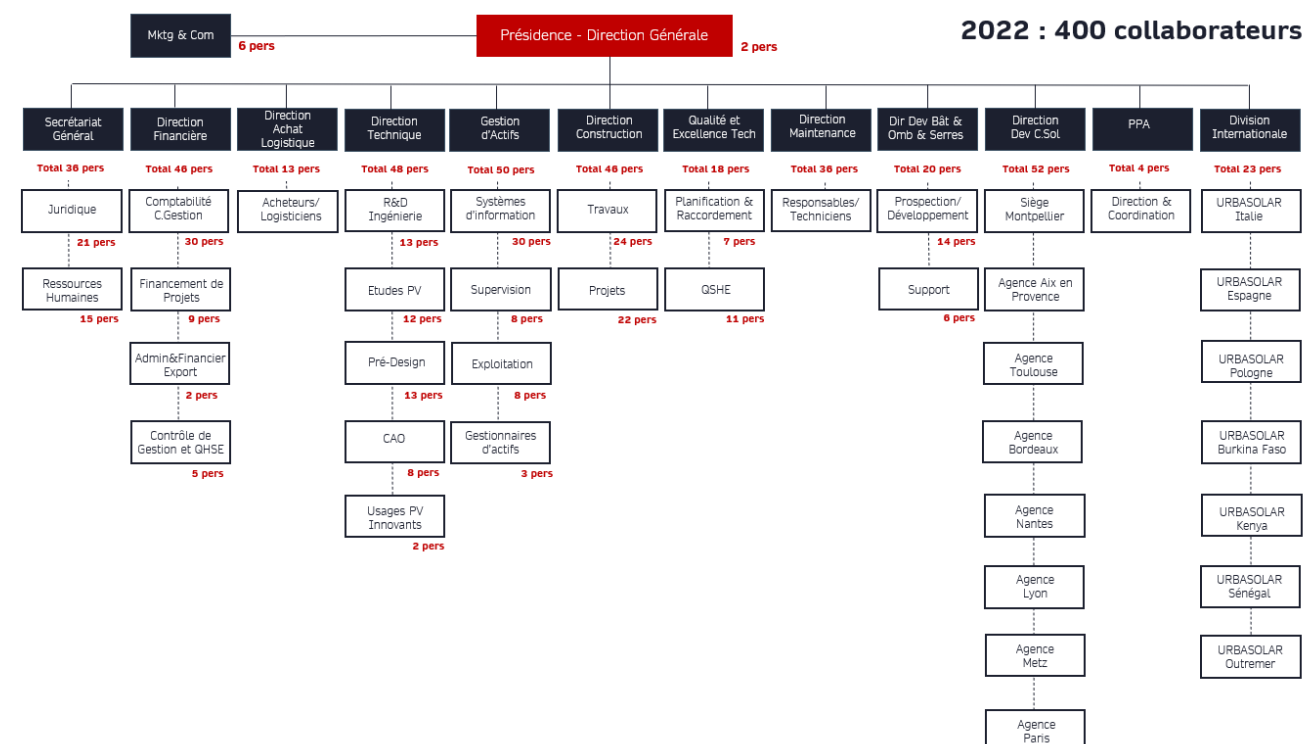 2022 : 400 collaborateurs
Mktg & Com
6 pers
Présidence - Direction Générale
2 pers
Secrétariat
Général
Total 36 pers
Juridique
21 pers
Ressources
Humaines
15 pers
Direction
Financière
Total 46 pers
Comptabilité
C.Gestion
30 pers
Financement de
Projets
9 pers
Admin&Financier
Export
2 pers
Contrôle de
Gestion et QHSE
5 pers
Direction
Achat
Logistique
Total 13 pers
Acheteurs/
Logisticiens
Direction
Technique
Total 48 pers
R&D
Ingénierie
13 pers
Etudes PV
12 pers
Pré-Design
13 pers
CAO
8 pers
Usages PV
Innovants
2 pers
Gestion
d'Actifs
Total 50 pers
Systèmes
d'information
30 pers
Supervision
8 pers
Exploitation
8 pers
Gestionnaires
d'actifs
3 pers
Direction
Construction
Total 46 pers
Travaux
24 pers
Projets
22 pers
Qualité et
Excellence Tech
Total 18 pers
Planification &
Raccordement
7 pers
QSHE
11 pers
Direction
Maintenance
Total 36 pers
Responsables/
Techniciens
Dir Dev Bât &
Omb & Serres
Total 20 pers
Prospection/
Développement
14 pers
Support
6 pers
Direction
Dev C.Sol
Total 52 pers
Siège
Montpellier
Agence Aix en
Provence
Agence
Toulouse
Agence
Bordeaux
Agence
Nantes
Agence
Lyon
Agence
Metz
Agence
Paris
PPA
Total 4 pers
Direction &
Coordination
Division
Internationale
Total 23 pers
URBASOLAR
Italie
URBASOLAR
Espagne
URBASOLAR
Pologne
URBASOLAR
Burkina Faso
URBASOLAR
Kenya
URBASOLAR
Sénégal
URBASOLAR
Outremer